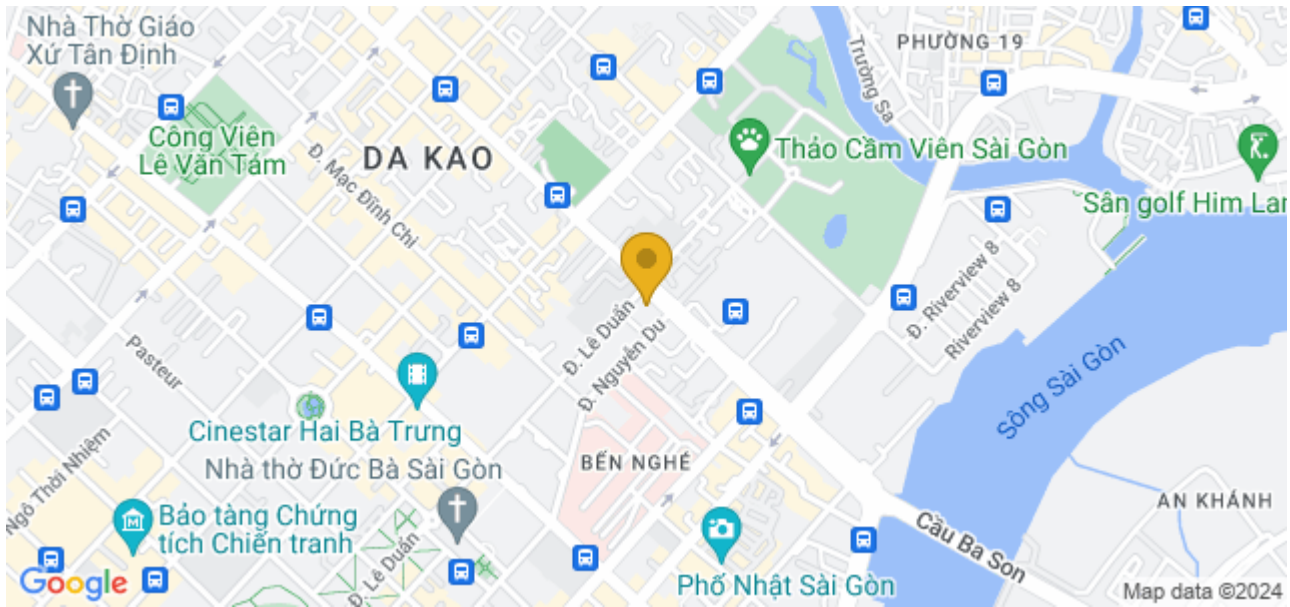 Nhà Thờ Giáo
Xứ Tân Định
PHƯỜNG 19
Trường Sa
Công Viên
Lê Văn Tám
DA KAO
Thảo Cầm Viên Sài Gòn
Đ. Mạc Đĩnh Chi
Sân golf Him Lar
Đ. Riverview 8
Riverview 8
Đ. Lê Duẩn
Đ. Nguyễn Du
Pasteur
Sông Sài Gòn
Cinestar Hai Bà Trưng
Nhà thờ Đức Bà Sài Gòn
BẾN NGHÉ
Ngô Thời Nhiệm
AN KHÁNH
Bảo tàng Chứng
tích Chiến tranh
Cầu Ba Son
Đ. Lê Duẩn
Phố Nhật Sài Gòn
Google
Map data ©2024